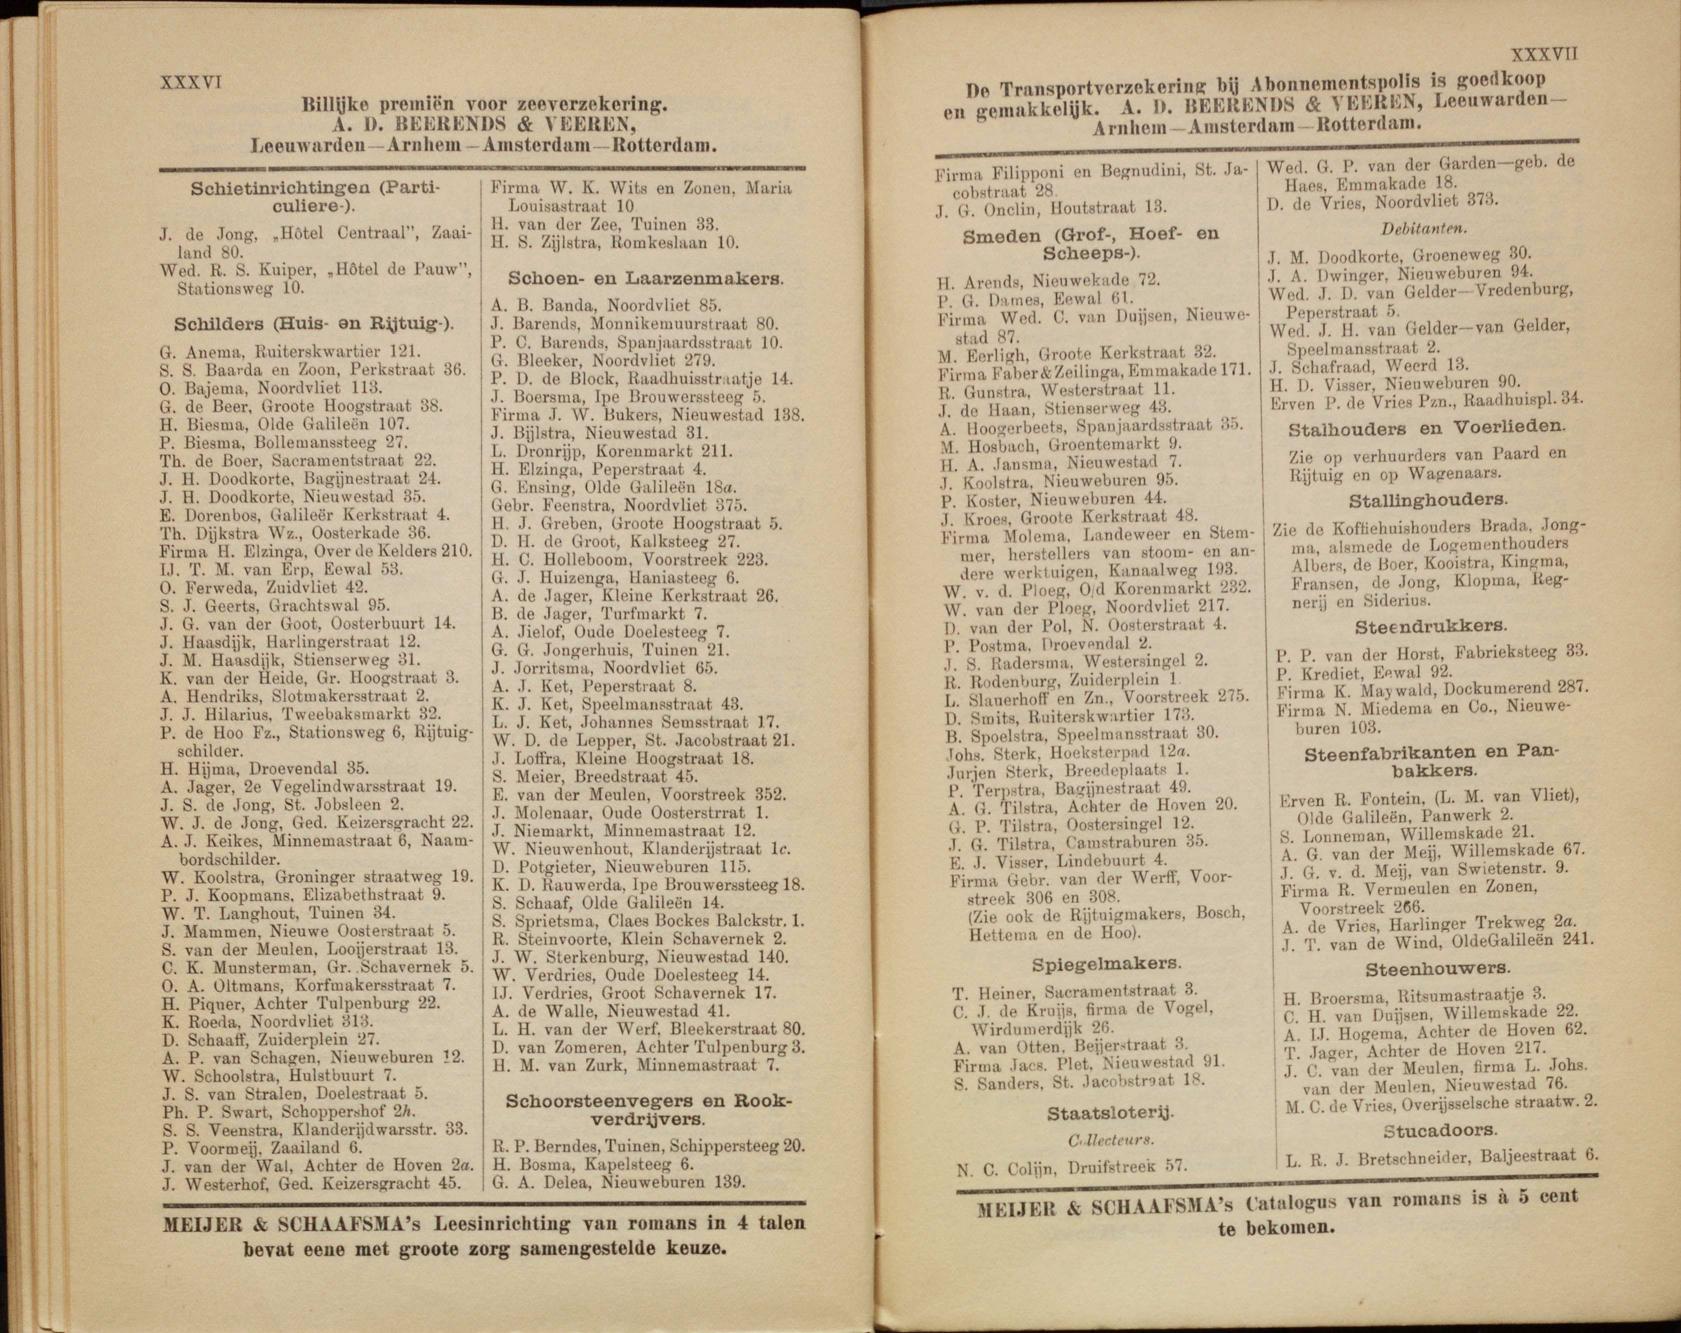 XXXVI
Billijke premiën voor zeeverzekering.
A. D. BEERENDS & VEEREN,
Leeuwarden—Arnhem—Amsterdam—Rotterdam.
Schietinrichtingen (Parti-
culiere-).
J. de Jong, „Hôtel Centraal”, Zaai-
land 80.
Wed. R. S. Kuiper, „Hôtel de Pauw”,
Stationsweg 10.
Schilders (Huis- en Rijtuig-).
G. Anema, Ruiterskwartier 121.
S. S. Baarda en Zoon, Perkstraat 36.
O. Bajema, Noordvliet 113.
G. de Beer, Groote Hoogstraat 38.
H. Biesma, Olde Galileën 107.
P. Biesma, Bollemanssteeg 27.
Th. de Boer, Sacramentstraat 22.
J. H. Doodkorte, Bagijnestraat 24.
J. H. Doodkorte, Nieuwestad 35.
E. Dorenbos, Galileër Kerkstraat 4.
Th. Dijkstra Wz., Oosterkade 36.
Firma H. Elzinga, Over de Kelders 210.
IJ. T. M. van Erp, Eewal 53.
O. Ferweda, Zuidvliet 42.
S. J. Geerts, Grachtswal 95.
J. G. van der Goot, Oosterbuurt 14.
J. Haasdijk, Harlingerstraat 12.
J. M. Haasdijk, Stienserweg 31.
K. van der Heide, Gr. Hoogstraat 3.
A. Hendriks, Slotmakersstraat 2.
J. J. Hilarius, Tweebaksmarkt 32.
P. de Hoo Fz., Stationsweg 6, Rijtuig-
schilder.
H. Hijma, Droevendal 35.
A. Jager, 2e Vegelindwarsstraat 19.
J. S. de Jong, St. Jobsleen 2.
W. J. de Jong, Ged. Keizersgracht 22.
A. J. Keikes, Minnemastraat 6, Naam-
bordschilder.
W. Koolstra, Groninger straatweg 19.
P. J. Koopmans, Elizabethstraat 9.
W. T. Langhout, Tuinen 34.
J. Mammen, Nieuwe Oosterstraat 5.
S. van der Meulen, Looijerstraat 13.
C. K. Munsterman, Gr. Schavernek 5.
O. A. Oltmans, Korfmakersstraat 7.
H. Piquer, Achter Tulpenburg 22.
K. Roeda, Noordvliet 313.
D. Schaaff, Zuiderplein 27.
A. P. van Schagen, Nieuweburen 12.
W. Schoolstra, Hulstbuurt 7.
J. S. van Stralen, Doelestraat 5.
Ph. P. Swart, Schoppershof 2h.
S. S. Veenstra, Klanderijdwarsstr. 33.
P. Voormeij, Zaailand 6.
J. van der Wal, Achter de Hoven 2a.
J. Westerhof, Ged. Keizersgracht 45.
Firma W. K. Wits en Zonen, Maria
Louisastraat 10
H. van der Zee, Tuinen 33.
H. S. Zijlstra, Romkeslaan 10.
Schoen- en Laarzenmakers.
A. B. Banda, Noordvliet 85.
J. Barends, Monnikemuurstraat 80.
P. C. Barends, Spanjaardsstraat 10.
G. Bleeker, Noordvliet 279.
P. D. de Block, Raadhuisstraatje 14.
J. Boersma, Ipe Brouwerssteeg 5.
Firma J. W. Bukers, Nieuwestad 138.
J. Bijlstra, Nieuwestad 31.
L. Dronrijp, Korenmarkt 211.
H. Elzinga, Peperstraat 4.
G. Ensing, Olde Galileën 18a.
Gebr. Feenstra, Noordvliet 375.
H. J. Greben, Groote Hoogstraat 5.
D. H. de Groot, Kalksteeg 27.
H. C. Holleboom, Voorstreek 223.
G. J. Huizenga, Haniasteeg 6.
A. de Jager, Kleine Kerkstraat 26.
B. de Jager, Turfmarkt 7.
A. Jielof, Oude Doelesteeg 7.
G. G. Jongerhuis, Tuinen 21.
J. Jorritsma, Noordvliet 65.
A. J. Ket, Peperstraat 8.
K. J. Ket, Speelmansstraat 43.
L. J. Ket, Johannes Semsstraat 17.
W. D. de Lepper, St. Jacobstraat 21.
J. Loffra, Kleine Hoogstraat 18.
S. Meier, Breedstraat 45.
E. van der Meulen, Voorstreek 352.
J. Molenaar, Oude Oosterstrrat 1.
J. Niemarkt, Minnemastraat 12.
W. Nieuwenhout, Klanderijstraat 1c.
D. Potgieter, Nieuweburen 115.
K. D. Rauwerda, Ipe Brouwerssteeg 18.
S. Schaaf, Olde Galileën 14.
S. Sprietsma, Claes Bockes Balckstr. 1.
R. Steinvoorte, Klein Schavernek 2.
J. W. Sterkenburg, Nieuwestad 140.
W. Verdries, Oude Doelesteeg 14.
IJ. Verdries, Groot Schavernek 17.
A. de Walle, Nieuwestad 41.
L. H. van der Werf, Bleekerstraat 80.
D. van Zomeren, Achter Tulpenburg 3.
H. M. van Zurk, Minnemastraat 7.
Schoorsteenvegers en Rook-
verdrijvers.
R. P. Berndes, Tuinen, Schippersteeg 20.
H. Bosma, Kapelsteeg 6.
G. A. Delea, Nieuweburen 139.
MEIJER & SCHAAFSMA's Leesinrichting van romans in 4 talen
bevat eene met groote zorg samengestelde keuze.
XXXVII
De Transportverzekering bij Abonnementspolis is goedkoop
en gemakkelijk. A. D. BEERENDS & VEEREN, Leeuwarden—
Arnhem—Amsterdam—Rotterdam.
Firma Filipponi en Begnudini, St. Ja-
cobstraat 28.
J. G. Onclin, Houtstraat 13.
Smeden (Grof-, Hoef- en
Scheeps-).
H. Arends, Nieuwekade 72.
P. G. Dames, Eewal 61.
Firma Wed. C. van Duijsen, Nieuwe-
stad 87.
M. Eerligh, Groote Kerkstraat 32.
Firma Faber & Zeilinga, Emmakade 171.
R. Gunstra, Westerstraat 11.
J. de Haan, Stienserweg 43.
A. Hoogerbeets, Spanjaardsstraat 35.
M. Hosbach, Groentemarkt 9.
H. A. Jansma, Nieuwestad 7.
J. Koolstra, Nieuweburen 95.
P. Koster, Nieuweburen 44.
J. Kroes, Groote Kerkstraat 48.
Firma Molema, Landeweer en Stem-
mer, herstellers van stoom- en an-
dere werktuigen, Kanaalweg 193.
W. v. d. Ploeg, Old Korenmarkt 232.
W. van der Ploeg, Noordvliet 217.
D. van der Pol, N. Oosterstraat 4.
P. Postma, Droevendal 2.
J. S. Radersma, Westersingel 2.
R. Rodenburg, Zuiderplein 1.
L. Slauerhoff en Zn., Voorstreek 275.
D. Smits, Ruiterskwartier 173.
B. Spoelstra, Speelmansstraat 30.
Johs. Sterk, Hoeksterpad 12a.
Jurjen Sterk, Breedeplaats 1.
P. Terpstra, Bagijnestraat 49.
A. G. Tilstra, Achter de Hoven 20.
G. P. Tilstra, Oostersingel 12.
J. G. Tilstra, Camstraburen 35.
E. J. Visser, Lindebuurt 4.
Firma Gebr. van der Werff, Voor-
streek 306 en 308.
(Zie ook de Rijtuigmakers, Bosch,
Hettema en de Hoo).
Spiegelmakers.
T. Heiner, Sacramentstraat 3.
C. J. de Kruijs, firma de Vogel,
Wirdumerdijk 26.
A. van Otten, Beijerstraat 3.
Firma Jacs. Plet, Nieuwestad 91.
S. Sanders, St. Jacobstraat 18.
Staatsloterij.
Collecteurs.
N. C. Colijn, Druifstreek 57.
Wed. G. P. van der Garden—geb. de
Haes, Emmakade 18.
D. de Vries, Noordvliet 373.
Debitanten.
J. M. Doodkorte, Groeneweg 30.
J. A. Dwinger, Nieuweburen 94.
Wed. J. D. van Gelder—Vredenburg,
Peperstraat 5.
Wed. J. H. van Gelder—van Gelder,
Speelmansstraat 2.
J. Schafraad, Weerd 13.
H. D. Visser, Nieuweburen 90.
Erven P. de Vries Pzn., Raadhuispl. 34.
Stalhouders en Voerlieden.
Zie op verhuurders van Paard en
Rijtuig en op Wagenaars.
Stallinghouders.
Zie de Koffiehuishouders Brada, Jong-
ma, alsmede de Logementhouders
Albers, de Boer, Kooistra, Kingma,
Fransen, de Jong, Klopma, Reg-
nerij en Siderius.
Steendrukkers.
P. P. van der Horst, Fabrieksteeg 33.
P. Krediet, Eewal 92.
Firma K. Maywald, Dockumerend 287.
Firma N. Miedema en Co., Nieuwe-
buren 103.
Steenfabrikanten en Pan-
bakkers.
Erven R. Fontein, (L. M. van Vliet),
Olde Galileën, Panwerk 2.
S. Lonneman, Willemskade 21.
A. G. van der Meij, Willemskade 67.
J. G. v. d. Meij, van Swietenstr. 9.
Firma R. Vermeulen en Zonen,
Voorstreek 266.
A. de Vries, Harlinger Trekweg 2a.
J. T. van de Wind, OldeGalileën 241.
Steenhouwers.
H. Broersma, Ritsumastraatje 3.
C. H. van Duijsen, Willemskade 22.
A. IJ. Hogema, Achter de Hoven 62.
T. Jager, Achter de Hoven 217.
J. C. van der Meulen, firma L. Johs.
van der Meulen, Nieuwestad 76.
M. C. de Vries, Overijsselsche straatw. 2.
Stucadoors.
L. R. J. Bretschneider, Baljeestraat 6.
MEIJER & SCHAAFSMA's Catalogus van romans is à 5 cent
te bekomen.